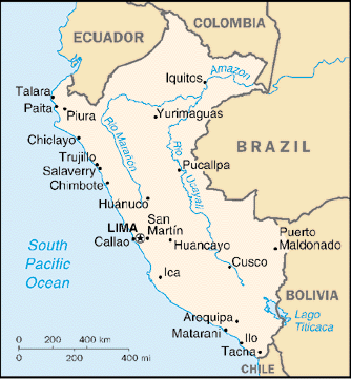 ECUADOR
COLOMBIA
Iquitos
Amazon
Tallara
Paita
Piura
Yurimaguas
Río Marañón
Chiclayo
BRAZIL
Trujillo
Salaverry
Chimbote
Río Ucayali
Pucallpa
Huánuco
LIMA
Callao
San
Martín
Huancayo
Puerto
Maldonado
South
Pacific
Ocean
Ica
Cusco
BOLIVIA
Lago
Titicaca
Arequipa
Matarani
Ilo
Tacna
CHILE
0 200 400 km
0 200 400 mi